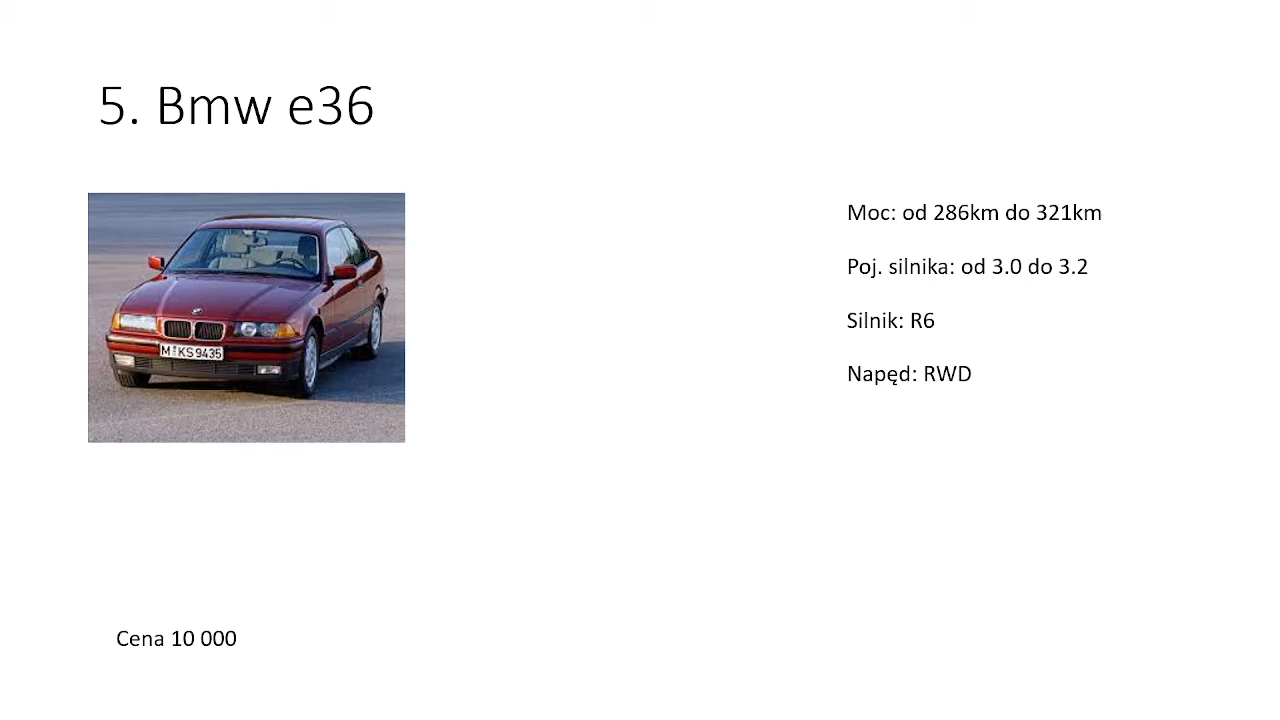 5. Bmw e36
Moc: od 286km do 321km
Poj. silnika: od 3.0 do 3.2
Silnik: R6
Napęd: RWD
M KS 9435
Cena 10 000